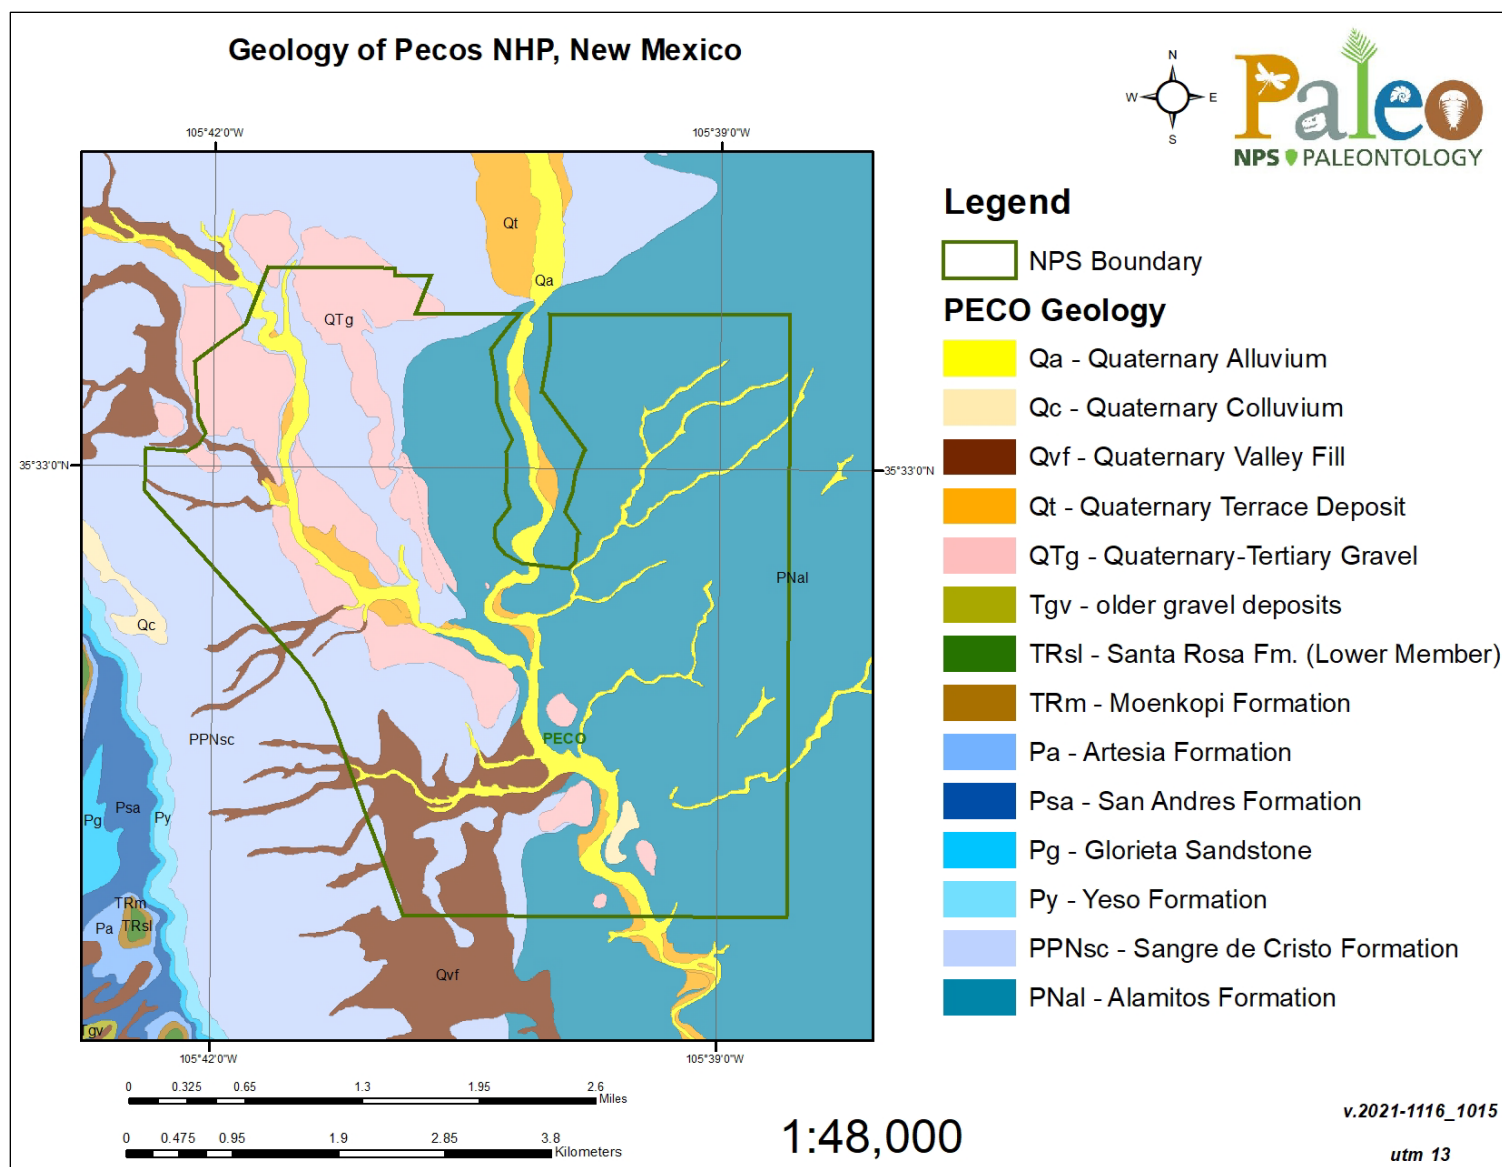 Geology of Pecos NHP, New Mexico
N
W E
S
Paleo
NPS PALEONTOLOGY
105°42'0"W 105°39'0"W
Legend
NPS Boundary
PECO Geology
Qa - Quaternary Alluvium
Qc - Quaternary Colluvium
Qvf - Quaternary Valley Fill
Qt - Quaternary Terrace Deposit
QTg - Quaternary-Tertiary Gravel
Tgv - older gravel deposits
TRsl - Santa Rosa Fm. (Lower Member)
TRm - Moenkopi Formation
Pa - Artesia Formation
Psa - San Andres Formation
Pg - Glorieta Sandstone
Py - Yeso Formation
PPNsc - Sangre de Cristo Formation
PNal - Alamitos Formation
Qt
Qa
QTg
35°33'0"N 35°33'0"N
PNal
Qc
PPNsc
PECO
Psa
Pg Py
TRm
Pa TRsl
Qvf
Tgv
105°42'0"W 105°39'0"W
0 0.325 0.65 1.3 1.95 2.6
Miles
0 0.475 0.95 1.9 2.85 3.8
Kilometers
1:48,000
v.2021-1116_1015
utm 13